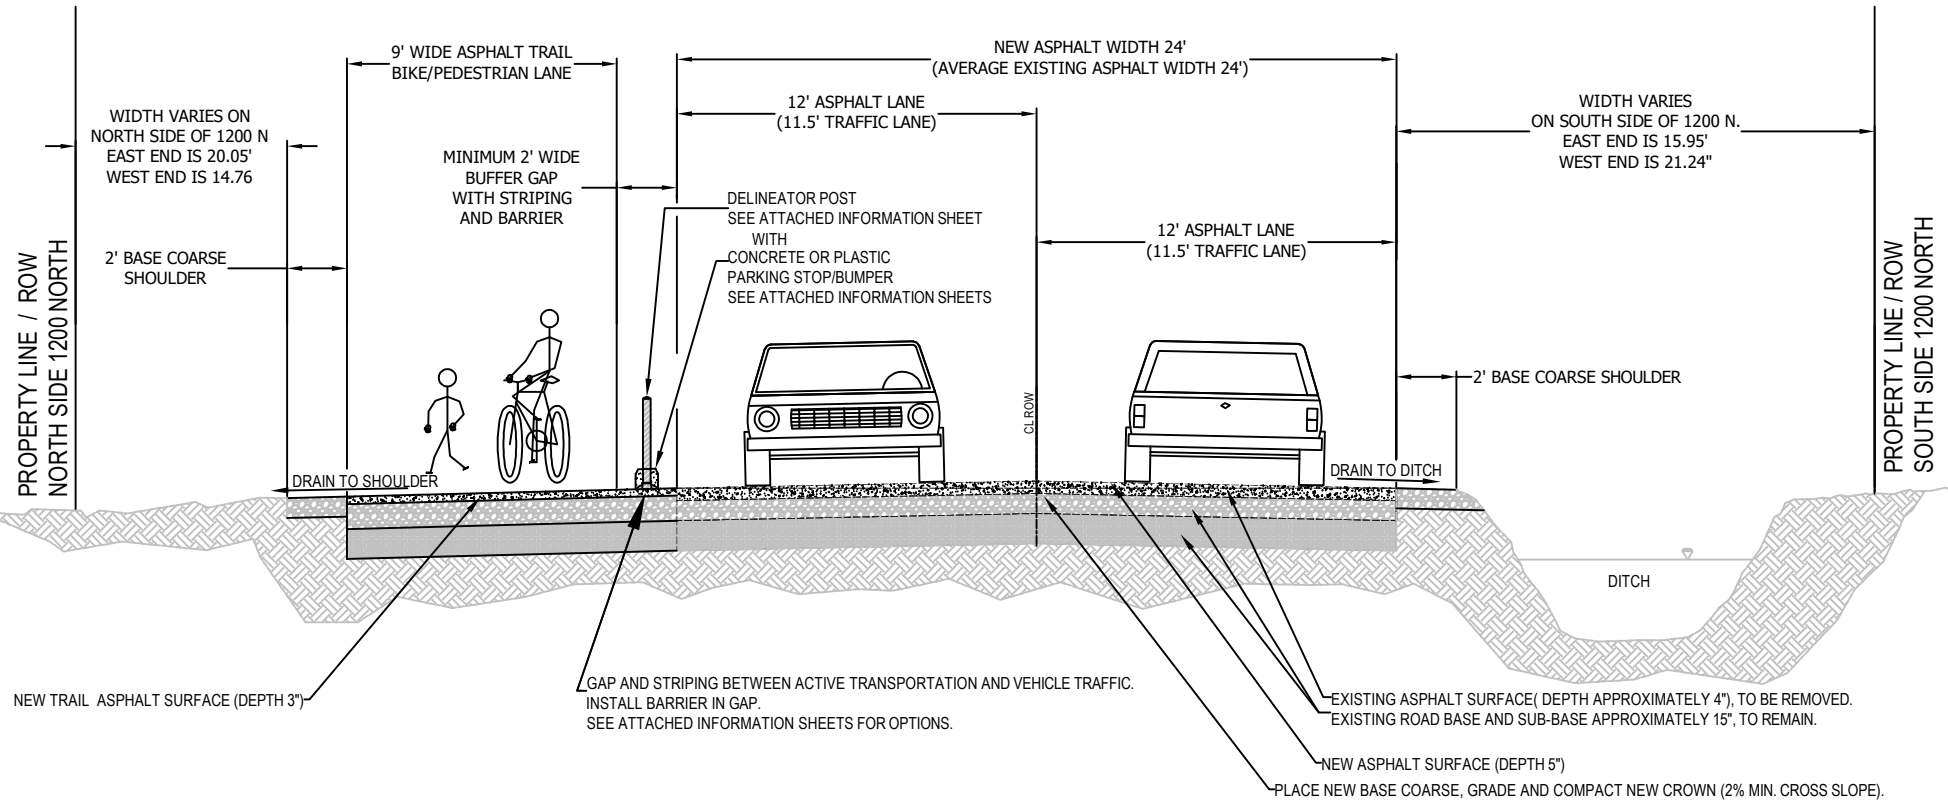 9' WIDE ASPHALT TRAIL
BIKE/PEDESTRIAN LANE
NEW ASPHALT WIDTH 24'
(AVERAGE EXISTING ASPHALT WIDTH 24')
WIDTH VARIES ON
NORTH SIDE OF 1200 N
EAST END IS 20.05'
WEST END IS 14.76
12' ASPHALT LANE
(11.5' TRAFFIC LANE)
WIDTH VARIES
ON SOUTH SIDE OF 1200 N.
EAST END IS 15.95'
WEST END IS 21.24"
MINIMUM 2' WIDE
BUFFER GAP
WITH STRIPING
AND BARRIER
DELINEATOR POST
SEE ATTACHED INFORMATION SHEET
WITH
CONCRETE OR PLASTIC
PARKING STOP/BUMPER
SEE ATTACHED INFORMATION SHEETS
12' ASPHALT LANE
(11.5' TRAFFIC LANE)
2' BASE COARSE
SHOULDER
PROPERTY LINE / ROW
NORTH SIDE 1200 NORTH
PROPERTY LINE / ROW
SOUTH SIDE 1200 NORTH
2' BASE COARSE SHOULDER
CL ROW
DRAIN TO SHOULDER
DRAIN TO DITCH
DITCH
NEW TRAIL ASPHALT SURFACE (DEPTH 3")
GAP AND STRIPING BETWEEN ACTIVE TRANSPORTATION AND VEHICLE TRAFFIC.
INSTALL BARRIER IN GAP.
SEE ATTACHED INFORMATION SHEETS FOR OPTIONS.
EXISTING ASPHALT SURFACE( DEPTH APPROXIMATELY 4"), TO BE REMOVED.
EXISTING ROAD BASE AND SUB-BASE APPROXIMATELY 15", TO REMAIN.
NEW ASPHALT SURFACE (DEPTH 5")
PLACE NEW BASE COARSE, GRADE AND COMPACT NEW CROWN (2% MIN. CROSS SLOPE).